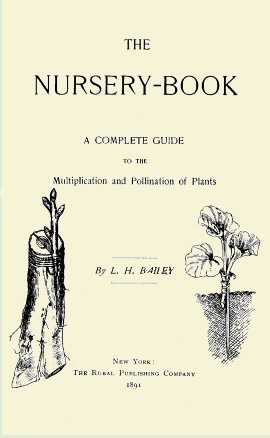 THE
NURSERY-BOOK
A COMPLETE GUIDE
TO THE
Multiplication and Pollination of Plants
By L. H. BAILEY
NEW YORK:
THE RURAL PUBLISHING COMPANY
1891